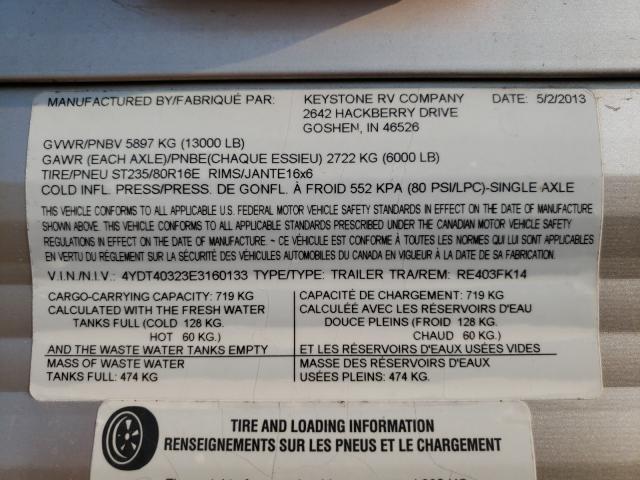 MANUFACTURED BY/FABRIQUÉ PAR: KEYSTONE RV COMPANY DATE: 5/2/2013
2642 HACKBERRY DRIVE
GOSHEN, IN 46526
GVWR/PNBV 5897 KG (13000 LB)
GAWR (EACH AXLE)/PNBE(CHAQUE ESSIEU) 2722 KG (6000 LB)
TIRE/PNEU ST235/80R16E RIMS/JANTE16x6
COLD INFL. PRESS/PRESS. DE GONFL. À FROID 552 KPA (80 PSI/LPC)-SINGLE AXLE
THIS VEHICLE CONFORMS TO ALL APPLICABLE U.S. FEDERAL MOTOR VEHICLE SAFETY STANDARDS IN EFFECT ON THE DATE OF MANUFACTURE
SHOWN ABOVE. THIS VEHICLE CONFORMS TO ALL APPLICABLE STANDARDS PRESCRIBED UNDER THE CANADIAN MOTOR VEHICLE SAFETY
REGULATIONS IN EFFECT ON THE DATE OF MANUFACTURE ~ CE VÉHICULE EST CONFORME À TOUTES LES NORMES QUI LUI SONT APPLICABLES
EN VERTU DU RÈGLEMENT SUR LA SÉCURITÉ DES VÉHICULES AUTOMOBILES DU CANADA EN VIGUEUR À LA DATE DE SA FABRICATION.
V.I.N./N.I.V.: 4YDT40323E3160133 TYPE/TYPE: TRAILER TRA/REM: RE403FK14
CARGO-CARRYING CAPACITY: 719 KG
CALCULATED WITH THE FRESH WATER
TANKS FULL (COLD 128 KG.
HOT 60 KG.)
AND THE WASTE WATER TANKS EMPTY
MASS OF WASTE WATER
TANKS FULL: 474 KG
CAPACITÉ DE CHARGEMENT: 719 KG
CALCULÉE AVEC LES RÉSERVOIRS D'EAU
DOUCE PLEINS (FROID 128 KG.
CHAUD 60 KG.)
ET LES RÉSERVOIRS D'EAUX USÉES VIDES
MASSE DES RÉSERVOIRS D'EAUX
USÉES PLEINS: 474 KG.
TIRE AND LOADING INFORMATION
RENSEIGNEMENTS SUR LES PNEUS ET LE CHARGEMENT